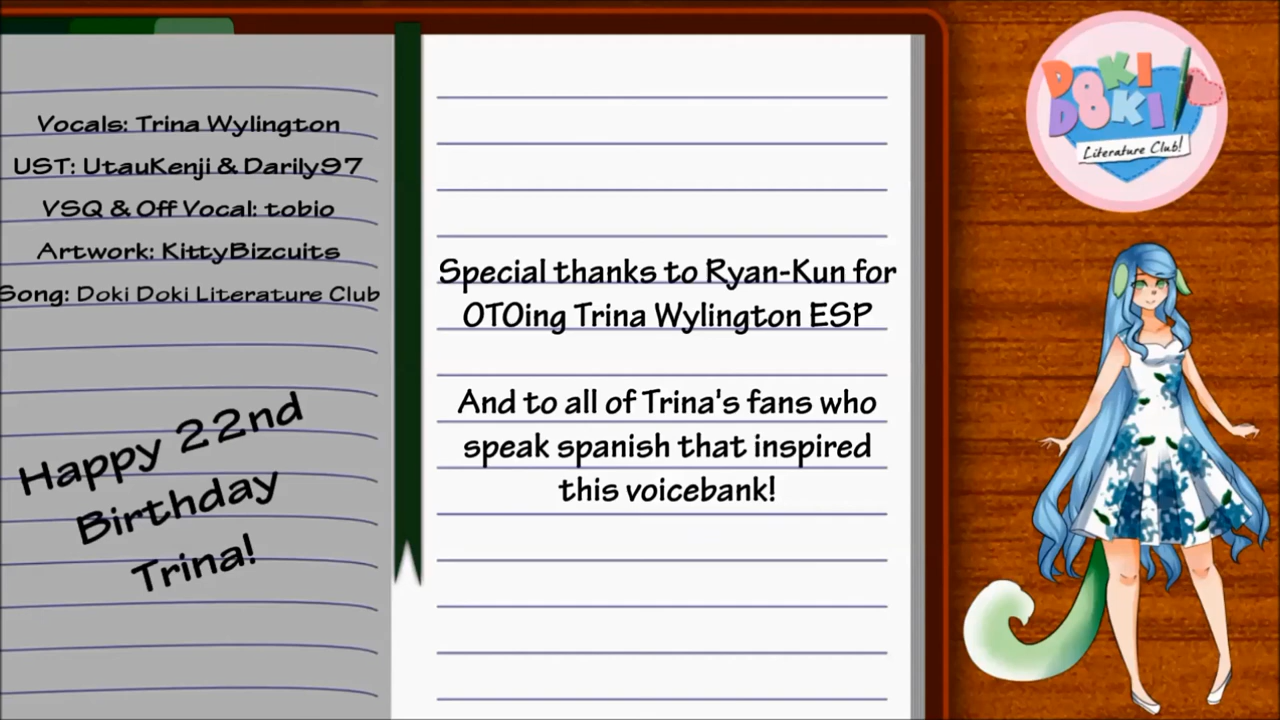 Vocals: Trina Wylington
UST: UtauKenji & Darily97
VSQ & Off Vocal: tobio
Artwork: KittyBizcuits
Song: Doki Doki Literature Club
Happy 22nd
Birthday
Trina!
Special thanks to Ryan-Kun for
OTOing Trina Wylington ESP
And to all of Trina's fans who
speak spanish that inspired
this voicebank!
DOKI
DOKI
Literature Club!